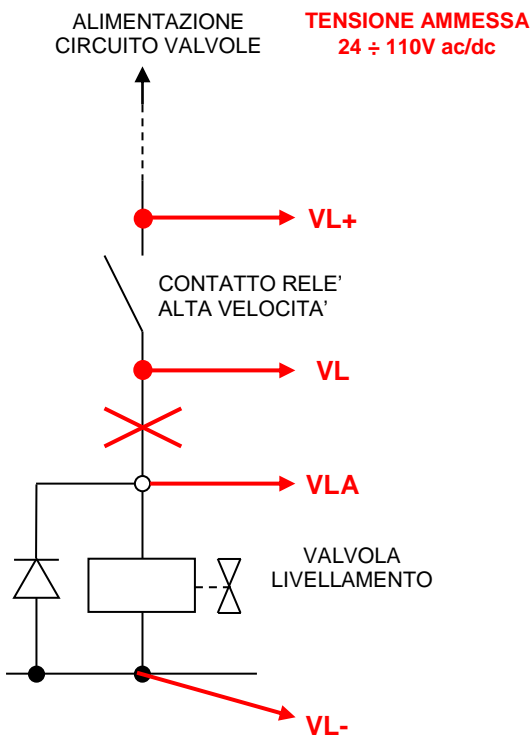 ALIMENTAZIONE
CIRCUITO VALVOLE
TENSIONE AMMESSA
24 ÷ 110V ac/dc
VL+
CONTATTO RELE’
ALTA VELOCITA’
VL
VLA
VALVOLA
LIVELLAMENTO
VL-